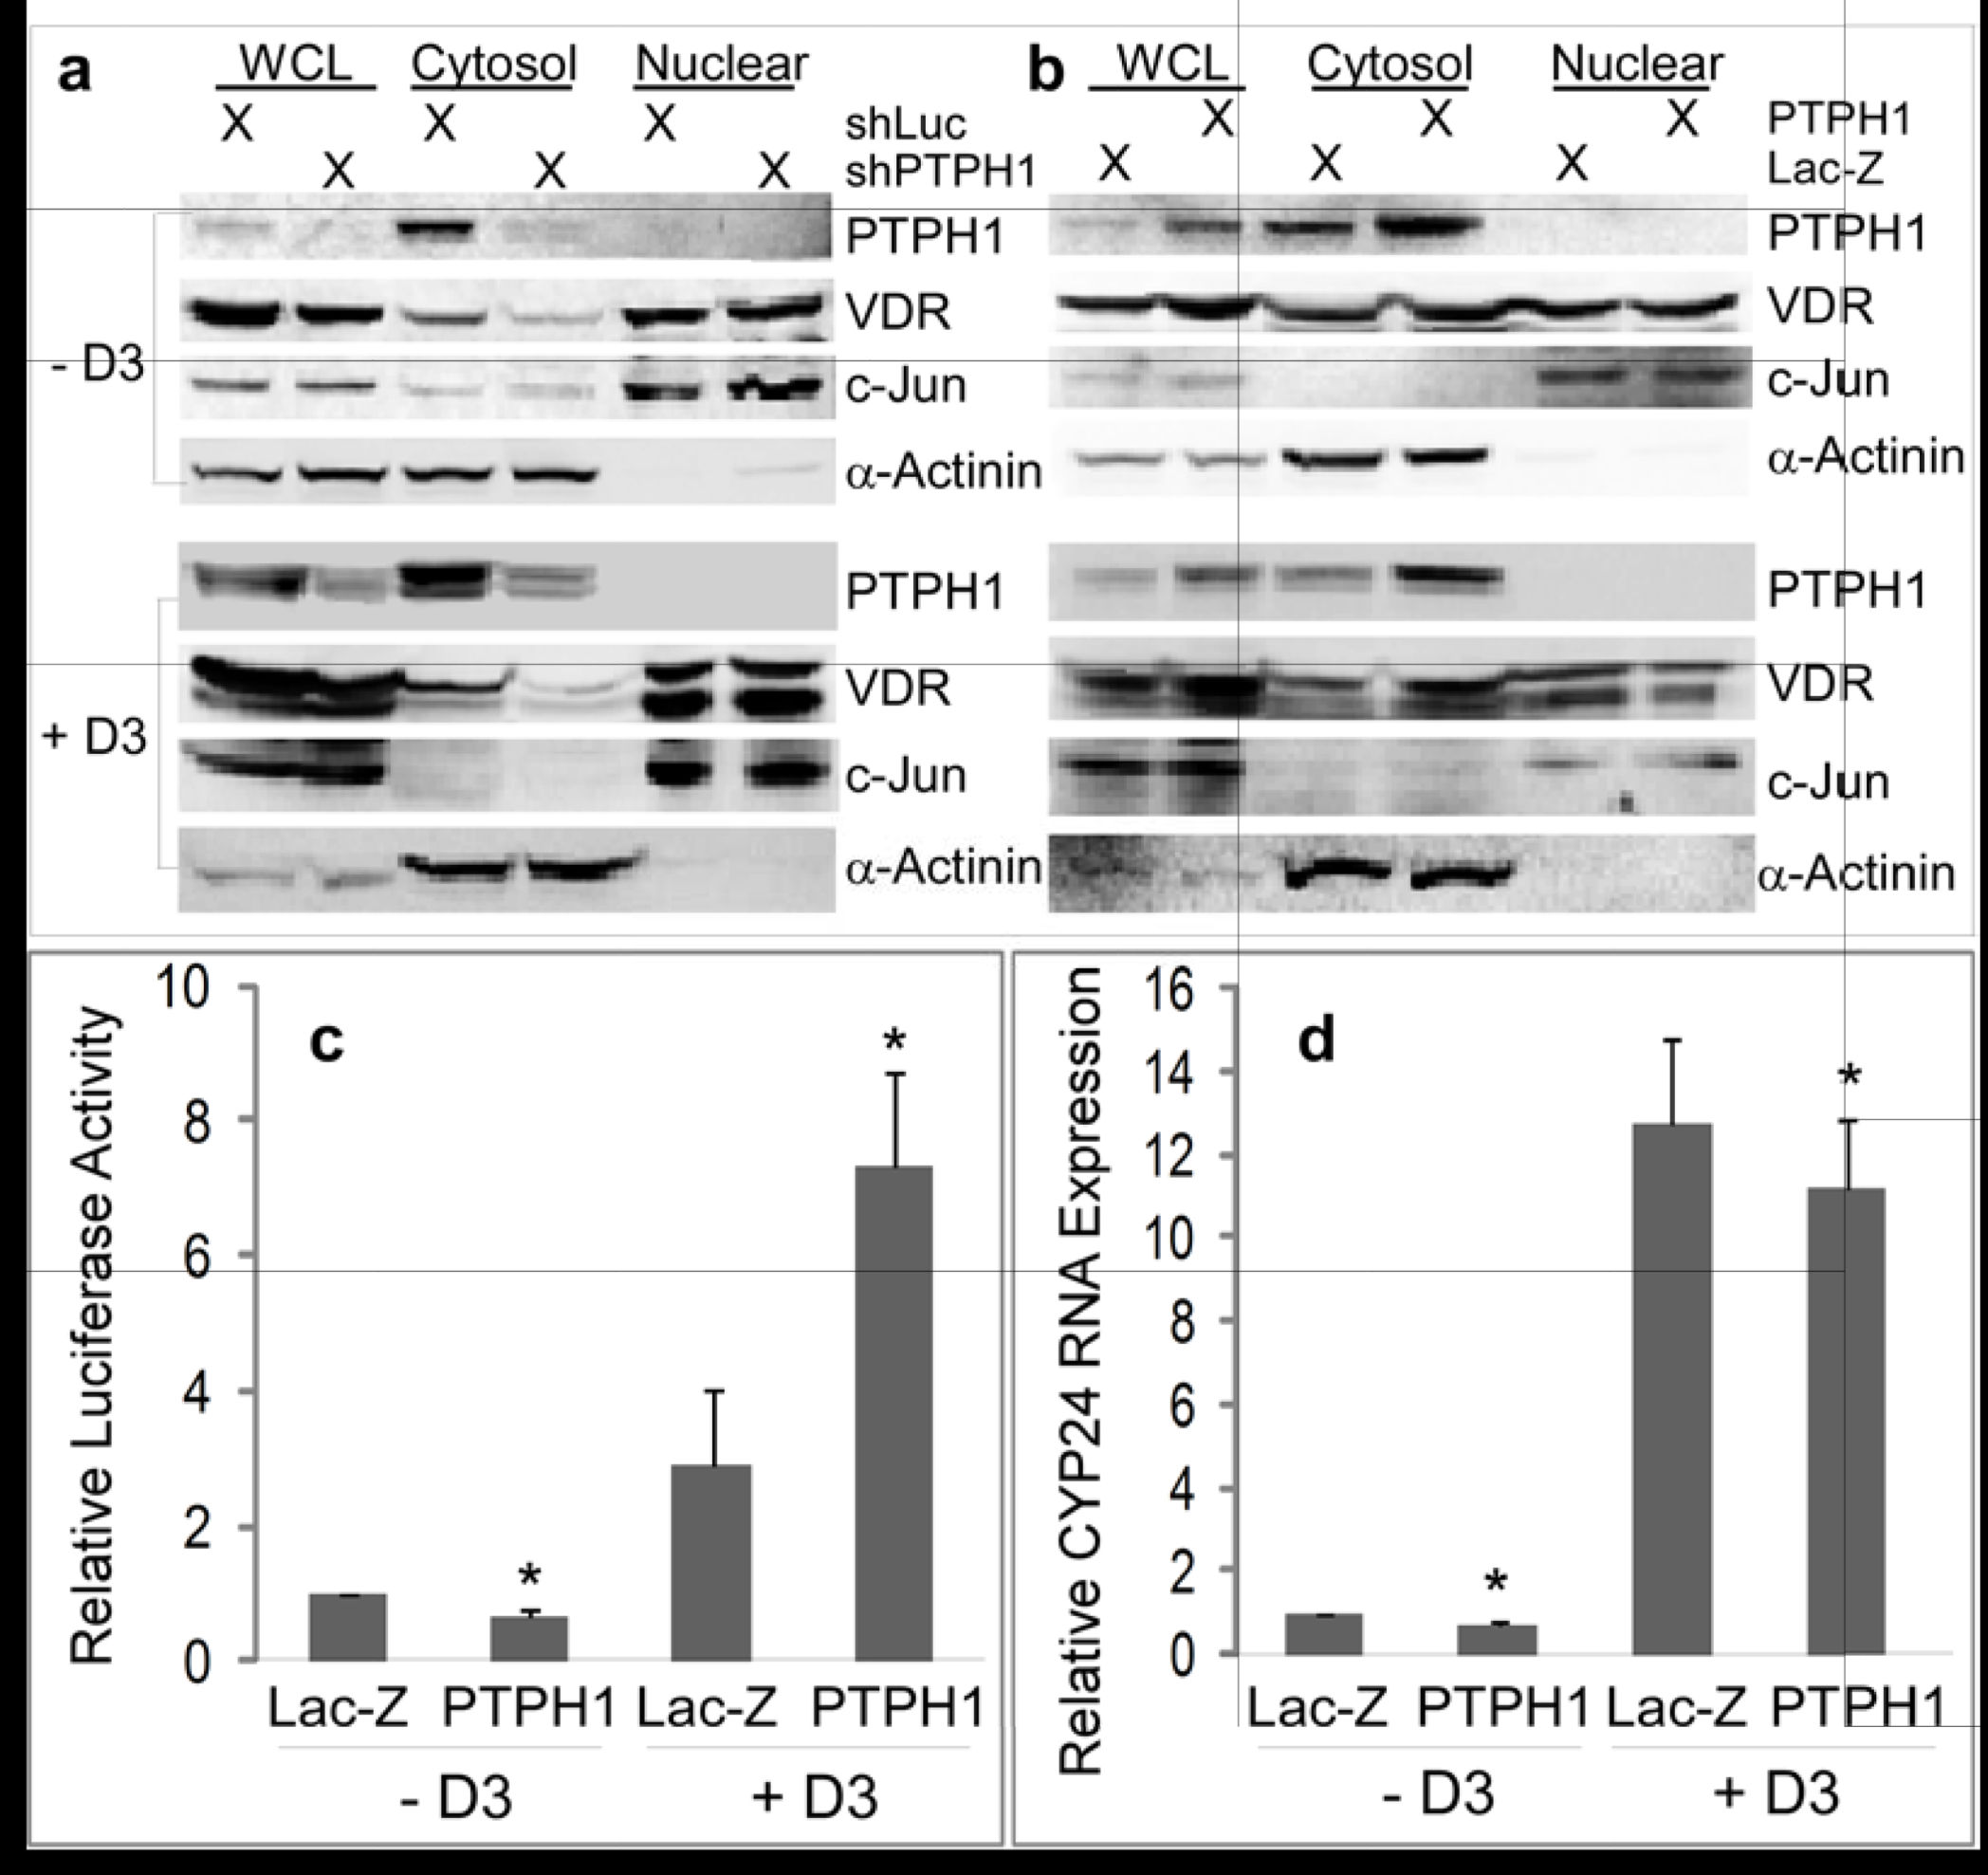 a
WCL Cytosol Nuclear
X X X shLuc
X X X shPTPH1
- D3
PTPH1
VDR
c-Jun
α-Actinin
+ D3
PTPH1
VDR
c-Jun
α-Actinin
b
WCL Cytosol Nuclear
X X X PTPH1
X X X Lac-Z
PTPH1
VDR
c-Jun
α-Actinin
PTPH1
VDR
c-Jun
α-Actinin
c
Relative Luciferase Activity
10
8
6
4
2
0
*
*
Lac-Z PTPH1 Lac-Z PTPH1
- D3 + D3
d
Relative CYP24 RNA Expression
16
14
12
10
8
6
4
2
0
*
*
Lac-Z PTPH1 Lac-Z PTPH1
- D3 + D3